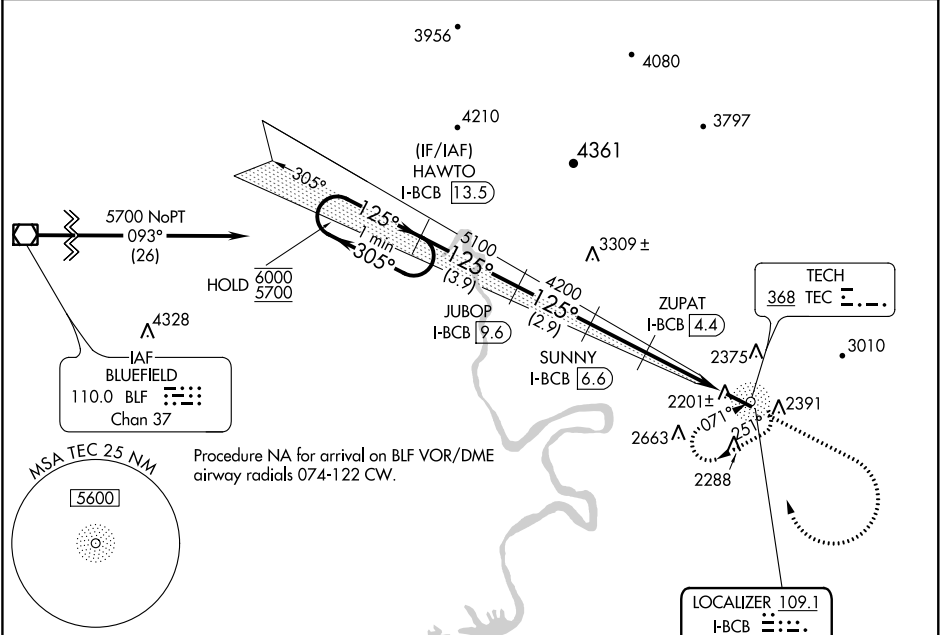 3956
4080
4210
3797
(IF/IAF)
HAWTO
I-BCB 13.5
4361
305°
125°
1 min
305°
5700 NoPT
093°
(26)
HOLD 6000
5700
5100
125°
(3.9)
3309 ±
4200
125°
(2.9)
JUBOP
I-BCB 9.6
SUNNY
I-BCB 6.6
ZUPAT
I-BCB 4.4
TECH
368 TEC
4328
IAF
BLUEFIELD
110.0 BLF
Chan 37
2375
3010
2201±
2391
071°
251°
2663
2288
MSA TEC 25 NM
5600
Procedure NA for arrival on BLF VOR/DME
airway radials 074-122 CW.
LOCALIZER 109.1
I-BCB